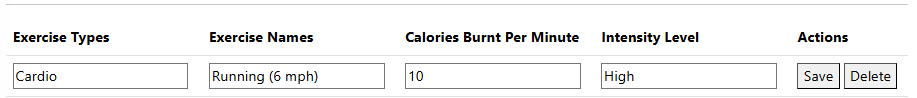 Exercise Types Exercise Names Calories Burnt Per Minute Intensity Level Actions
Cardio Running (6 mph) 10 High Save Delete